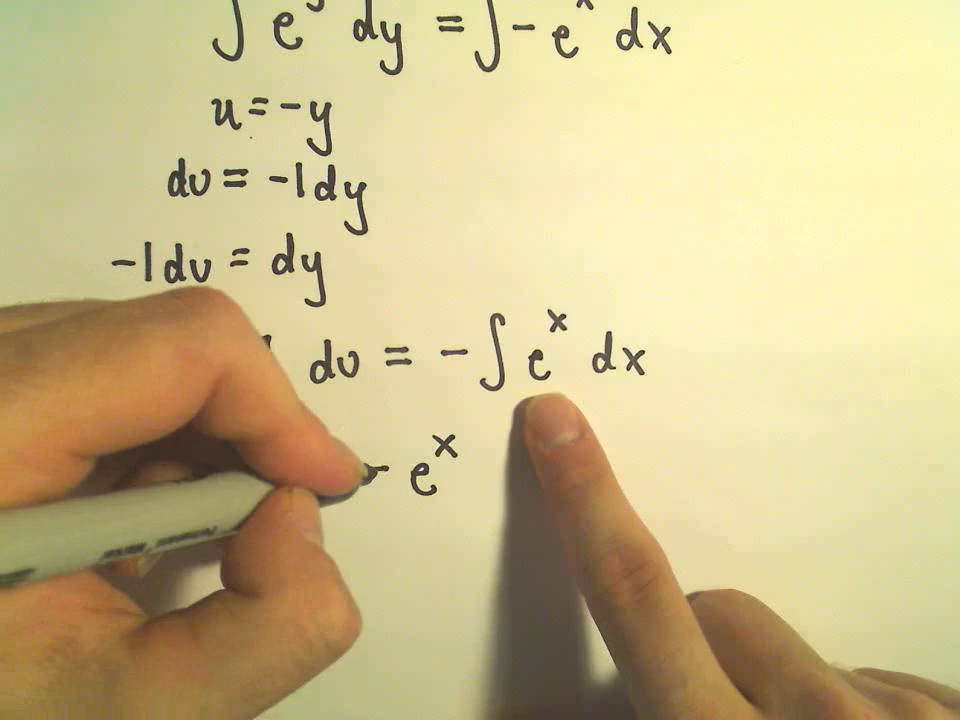 ∫ e^y dy = ∫ - e^x dx
u = -y
du = -1 dy
-1 du = dy
du = - ∫ e^x dx
- e^x